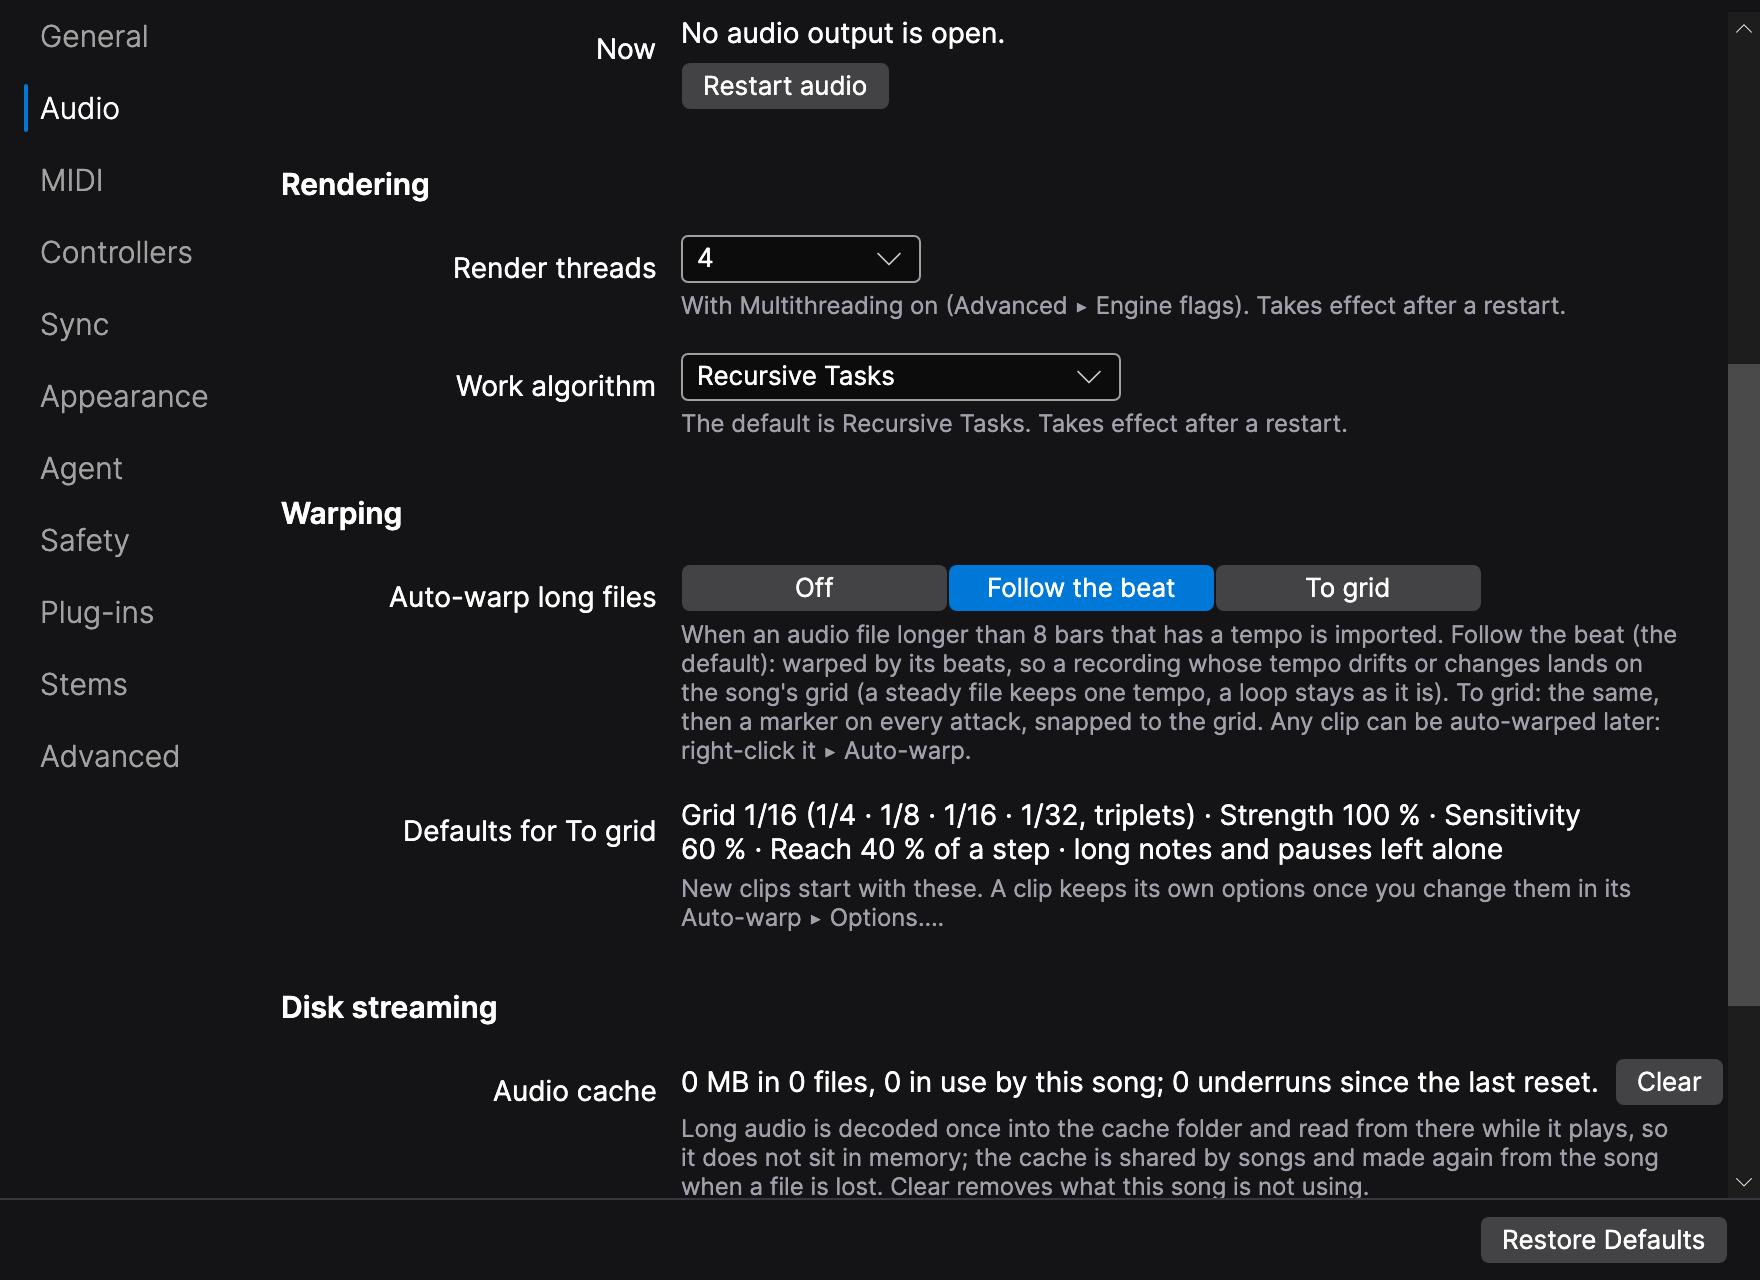 General
Audio
MIDI
Controllers
Sync
Appearance
Agent
Safety
Plug-ins
Stems
Advanced
Now
No audio output is open.
Restart audio
Rendering
Render threads
4
With Multithreading on (Advanced ▸ Engine flags). Takes effect after a restart.
Work algorithm
Recursive Tasks
The default is Recursive Tasks. Takes effect after a restart.
Warping
Auto-warp long files
Off
Follow the beat
To grid
When an audio file longer than 8 bars that has a tempo is imported. Follow the beat (the
default): warped by its beats, so a recording whose tempo drifts or changes lands on
the song's grid (a steady file keeps one tempo, a loop stays as it is). To grid: the same,
then a marker on every attack, snapped to the grid. Any clip can be auto-warped later:
right-click it ▸ Auto-warp.
Defaults for To grid
Grid 1/16 (1/4 · 1/8 · 1/16 · 1/32, triplets) · Strength 100 % · Sensitivity
60 % · Reach 40 % of a step · long notes and pauses left alone
New clips start with these. A clip keeps its own options once you change them in its
Auto-warp ▸ Options....
Disk streaming
Audio cache
0 MB in 0 files, 0 in use by this song; 0 underruns since the last reset.
Clear
Long audio is decoded once into the cache folder and read from there while it plays, so
it does not sit in memory; the cache is shared by songs and made again from the song
when a file is lost. Clear removes what this song is not using.
Restore Defaults